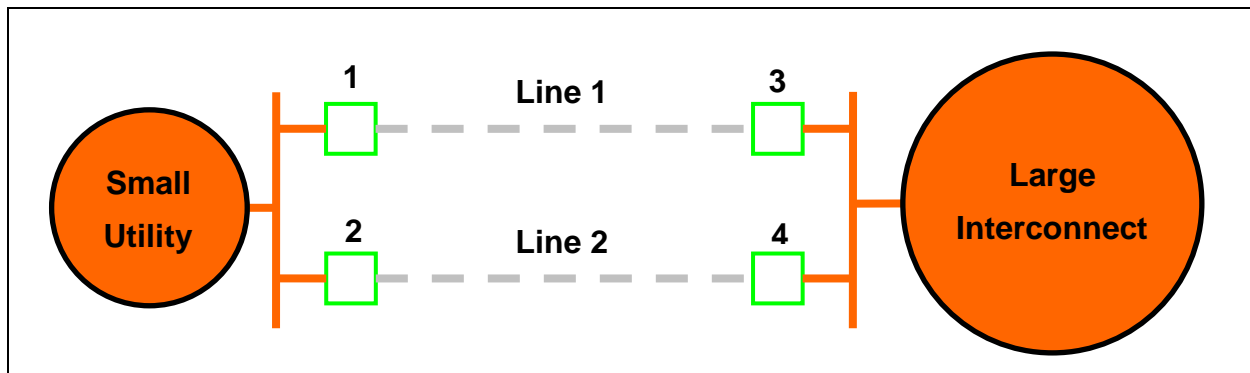 1
Line 1
3
Small
Utility
Large
Interconnect
2
Line 2
4